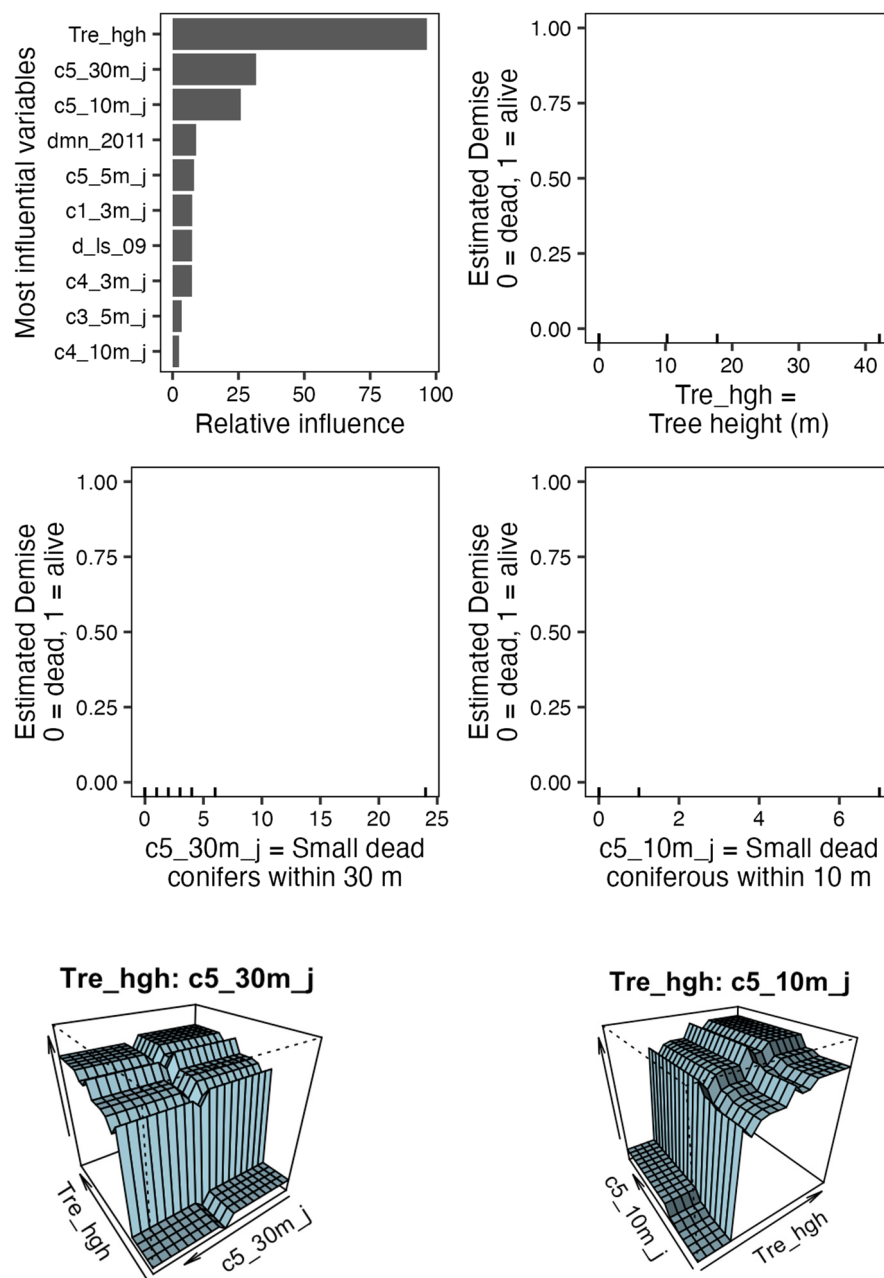 Most influential variables
Tre_hgh
c5_30m_j
c5_10m_j
dmn_2011
c5_5m_j
c1_3m_j
d_ls_09
c4_3m_j
c3_5m_j
c4_10m_j
0 25 50 75 100
Relative influence
Estimated Demise
0 = dead, 1 = alive
1.00
0.75
0.50
0.25
0.00
0 10 20 30 40
Tre_hgh =
Tree height (m)
Estimated Demise
0 = dead, 1 = alive
1.00
0.75
0.50
0.25
0.00
0 5 10 15 20 25
c5_30m_j = Small dead
conifers within 30 m
Estimated Demise
0 = dead, 1 = alive
1.00
0.75
0.50
0.25
0.00
0 2 4 6
c5_10m_j = Small dead
coniferous within 10 m
Tre_hgh: c5_30m_j
Tre_hgh
c5_30m_j
Tre_hgh: c5_10m_j
c5_10m_j
Tre_hgh